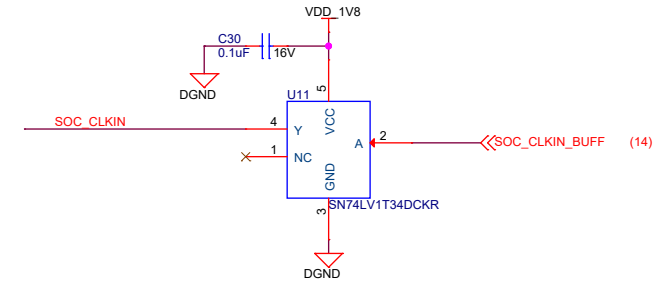 VDD_1V8
C30
0.1uF
16V
DGND
U11
5
VCC
SOC_CLKIN
4
Y
1
NC
A
2
SOC_CLKIN_BUFF (14)
GND
3
SN74LV1T34DCKR
DGND